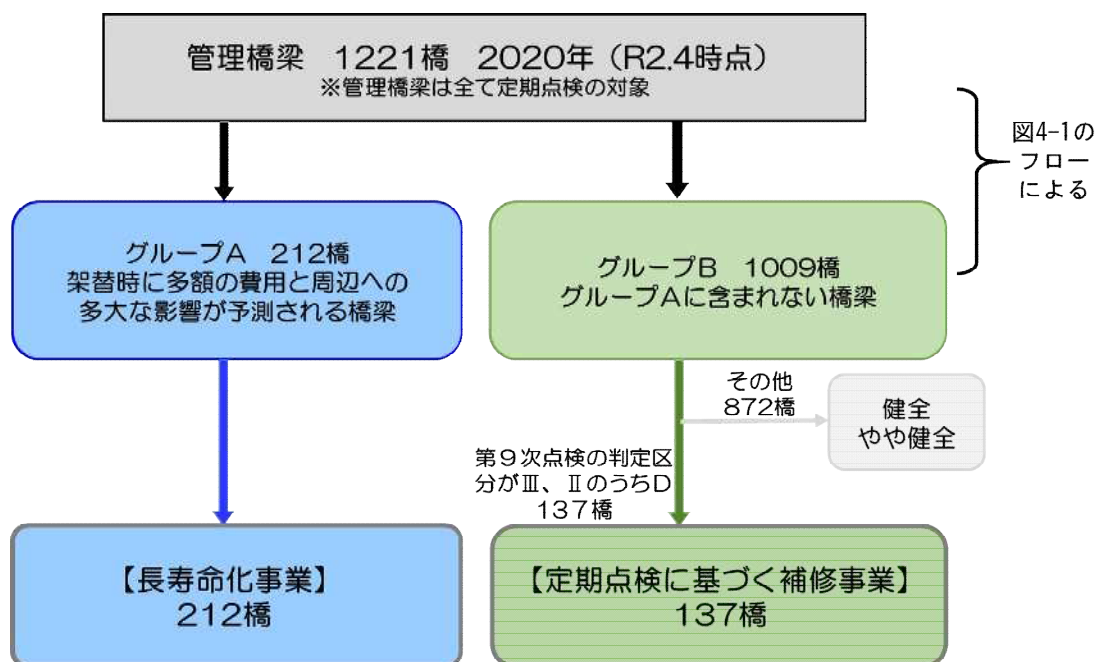 管理橋梁　1221橋　2020年（R2.4時点）
※管理橋梁は全て定期点検の対象
図4-1の
フロー
による
グループA　212橋
架替時に多額の費用と周辺への
多大な影響が予測される橋梁
グループB　1009橋
グループAに含まれない橋梁
その他
872橋
健全
やや健全
第９次点検の判定区
分がⅢ、ⅡのうちD
137橋
【長寿命化事業】
212橋
【定期点検に基づく補修事業】
137橋